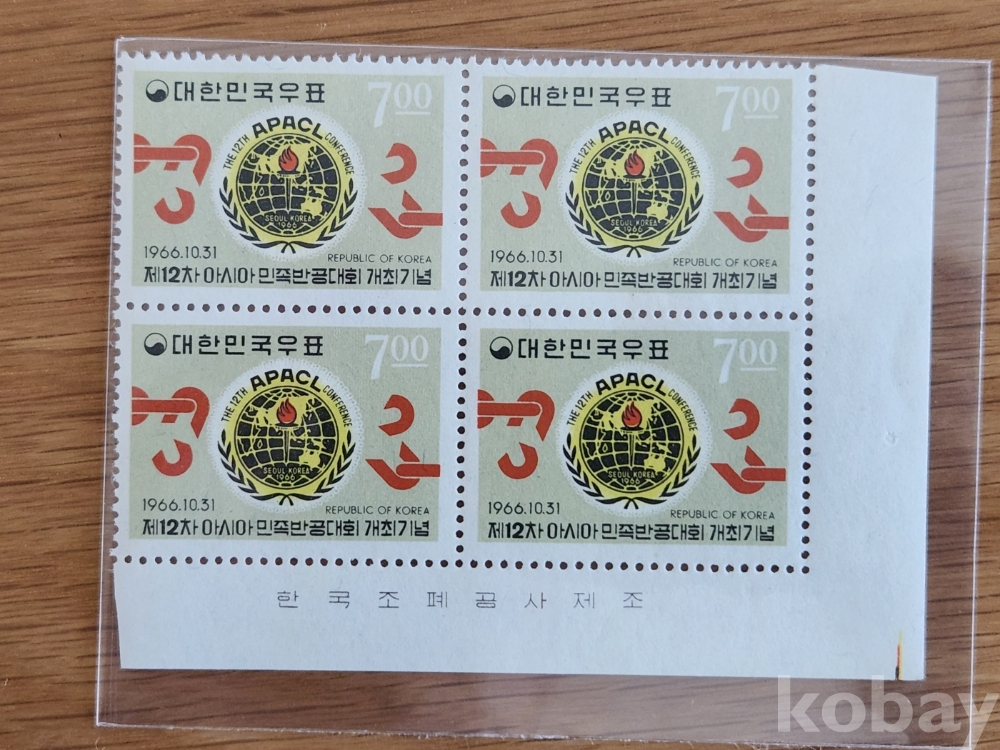 대한민국우표 700
THE 12TH APACL CONFERENCE
SEOUL KOREA
1966
1966.10.31
REPUBLIC OF KOREA
제12차 아시아 민족반공대회 개최기념
대한민국우표 700
THE 12TH APACL CONFERENCE
SEOUL KOREA
1966
1966.10.31
REPUBLIC OF KOREA
제12차 아시아 민족반공대회 개최기념
대한민국우표 700
THE 12TH APACL CONFERENCE
SEOUL KOREA
1966
1966.10.31
REPUBLIC OF KOREA
제12차 아시아 민족반공대회 개최기념
대한민국우표 700
THE 12TH APACL CONFERENCE
SEOUL KOREA
1966
1966.10.31
REPUBLIC OF KOREA
제12차 아시아 민족반공대회 개최기념
한국조폐공사제조
kobay